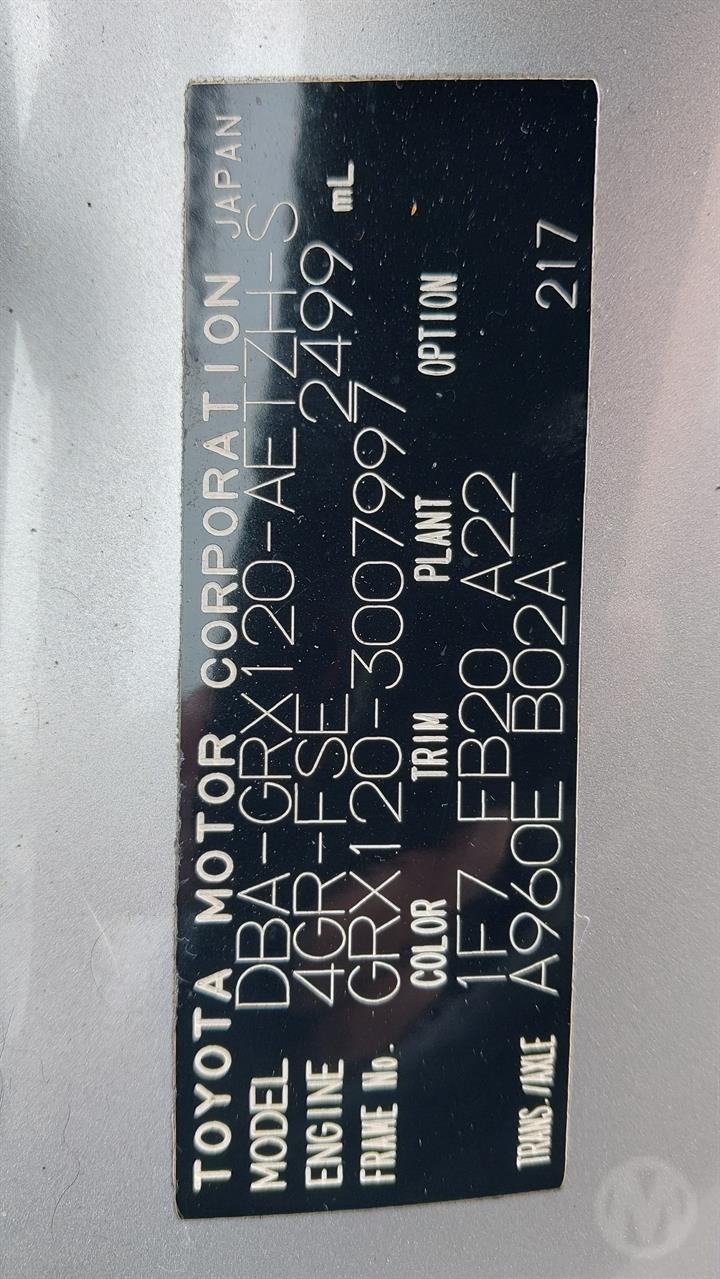 TOYOTA MOTOR CORPORATION JAPAN
MODEL DBA-GRX120-AETZH-S
ENGINE 4GR-FSE 2499 mL
FRAME No. GRX120-3007997
COLOR TRIM PLANT OPTION
1F7 FB20 A22
TRANS./AXLE A960E B02A 217
M